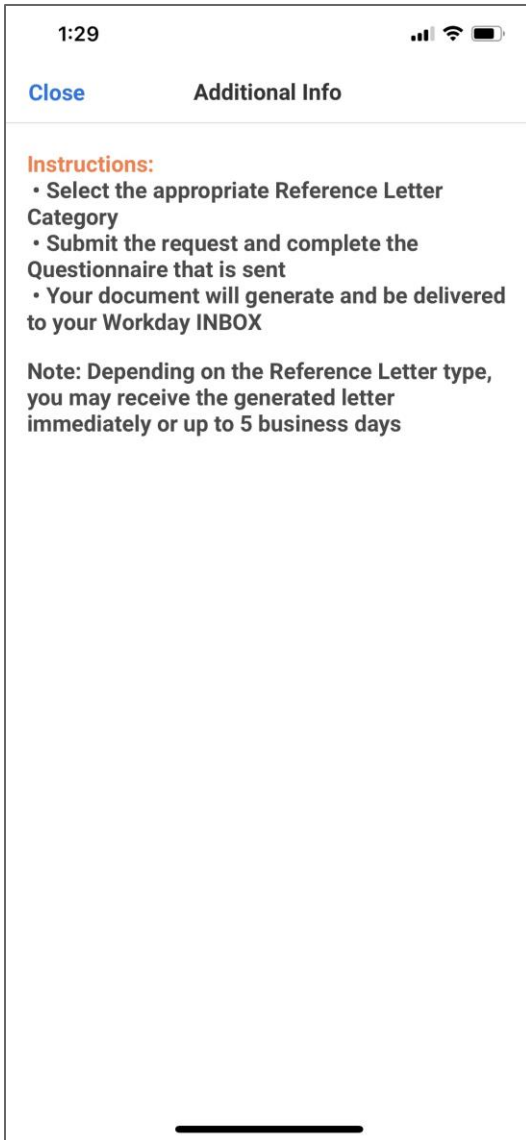 1:29
Close Additional Info
Instructions:
• Select the appropriate Reference Letter
Category
• Submit the request and complete the
Questionnaire that is sent
• Your document will generate and be delivered
to your Workday INBOX
Note: Depending on the Reference Letter type,
you may receive the generated letter
immediately or up to 5 business days